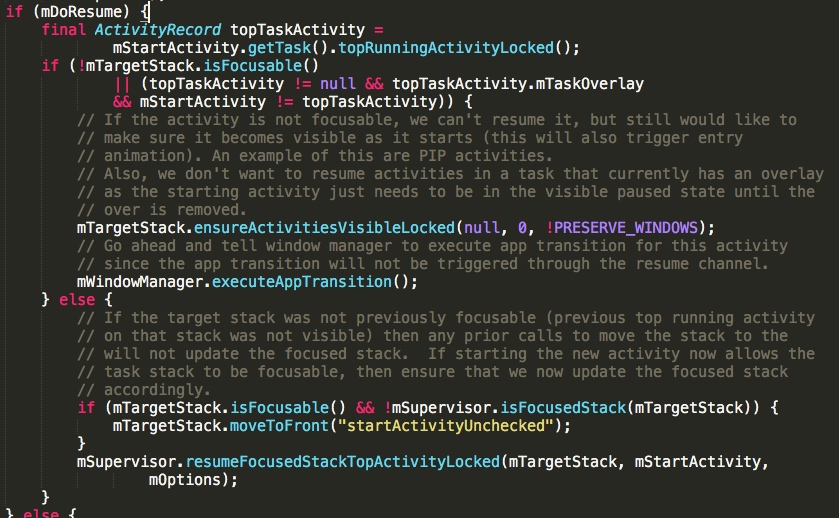 if (mDoResume) {
final ActivityRecord topTaskActivity =
mStartActivity.getTask().topRunningActivityLocked();
if (!mTargetStack.isFocusable()
|| (topTaskActivity != null && topTaskActivity.mTaskOverlay
&& mStartActivity != topTaskActivity)) {
// If the activity is not focusable, we can't resume it, but still would like to
// make sure it becomes visible as it starts (this will also trigger entry
// animation). An example of this are PIP activities.
// Also, we don't want to resume activities in a task that currently has an overlay
// as the starting activity just needs to be in the visible paused state until the
// over is removed.
mTargetStack.ensureActivitiesVisibleLocked(null, 0, !PRESERVE_WINDOWS);
// Go ahead and tell window manager to execute app transition for this activity
// since the app transition will not be triggered through the resume channel.
mWindowManager.executeAppTransition();
} else {
// If the target stack was not previously focusable (previous top running activity
// on that stack was not visible) then any prior calls to move the stack to the
// will not update the focused stack.  If starting the new activity now allows the
// task stack to be focusable, then ensure that we now update the focused stack
// accordingly.
if (mTargetStack.isFocusable() && !mSupervisor.isFocusedStack(mTargetStack)) {
mTargetStack.moveToFront("startActivityUnchecked");
}
mSupervisor.resumeFocusedStackTopActivityLocked(mTargetStack, mStartActivity,
mOptions);
}
} else {